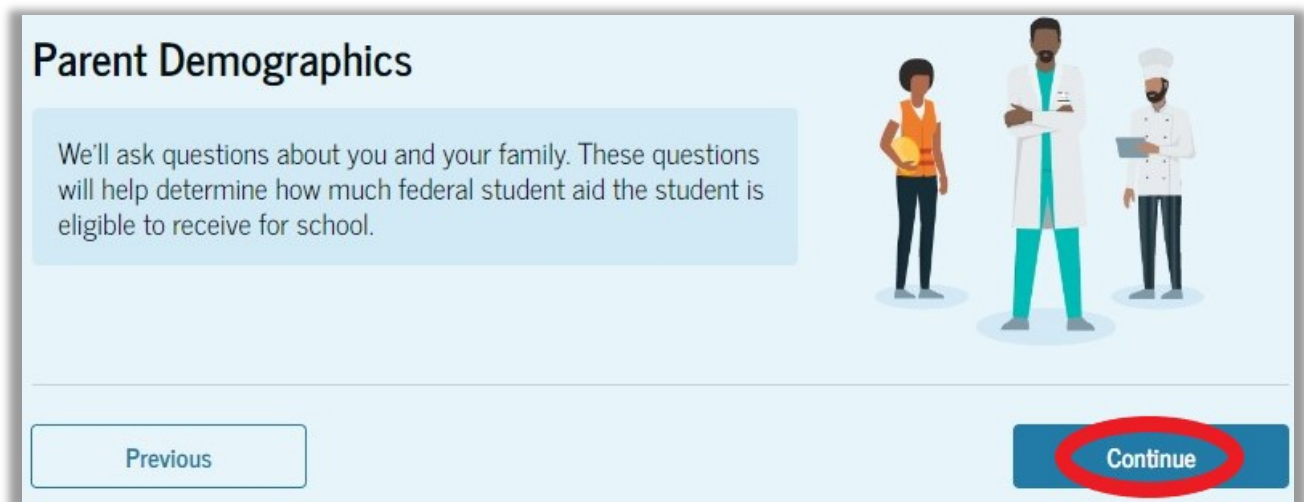 Parent Demographics
We'll ask questions about you and your family. These questions
will help determine how much federal student aid the student is
eligible to receive for school.
Previous
Continue